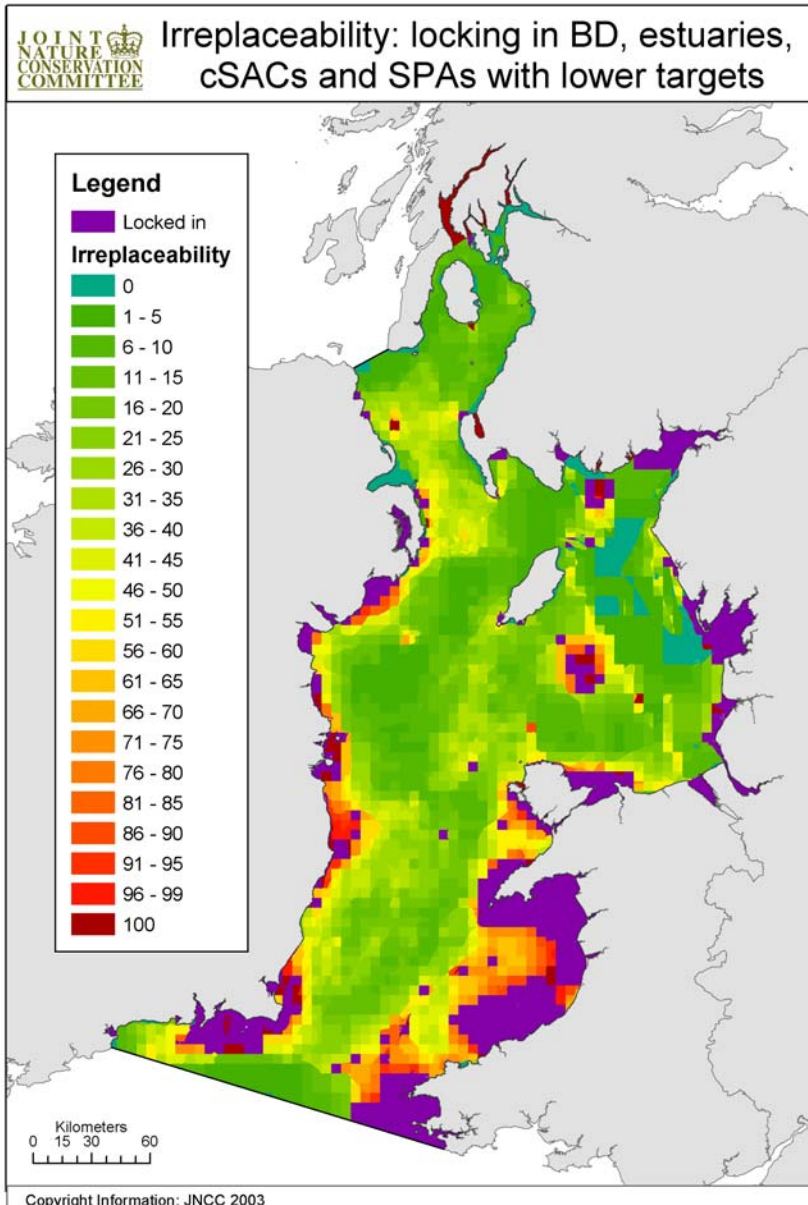 JOINT
NATURE
CONSERVATION
COMMITTEE
Irreplaceability: locking in BD, estuaries,
cSACs and SPAs with lower targets
Legend
Locked in
Irreplaceability
0
1 - 5
6 - 10
11 - 15
16 - 20
21 - 25
26 - 30
31 - 35
36 - 40
41 - 45
46 - 50
51 - 55
56 - 60
61 - 65
66 - 70
71 - 75
76 - 80
81 - 85
86 - 90
91 - 95
96 - 99
100
Kilometers
0 15 30 60
Copyright Information: JNCC 2003